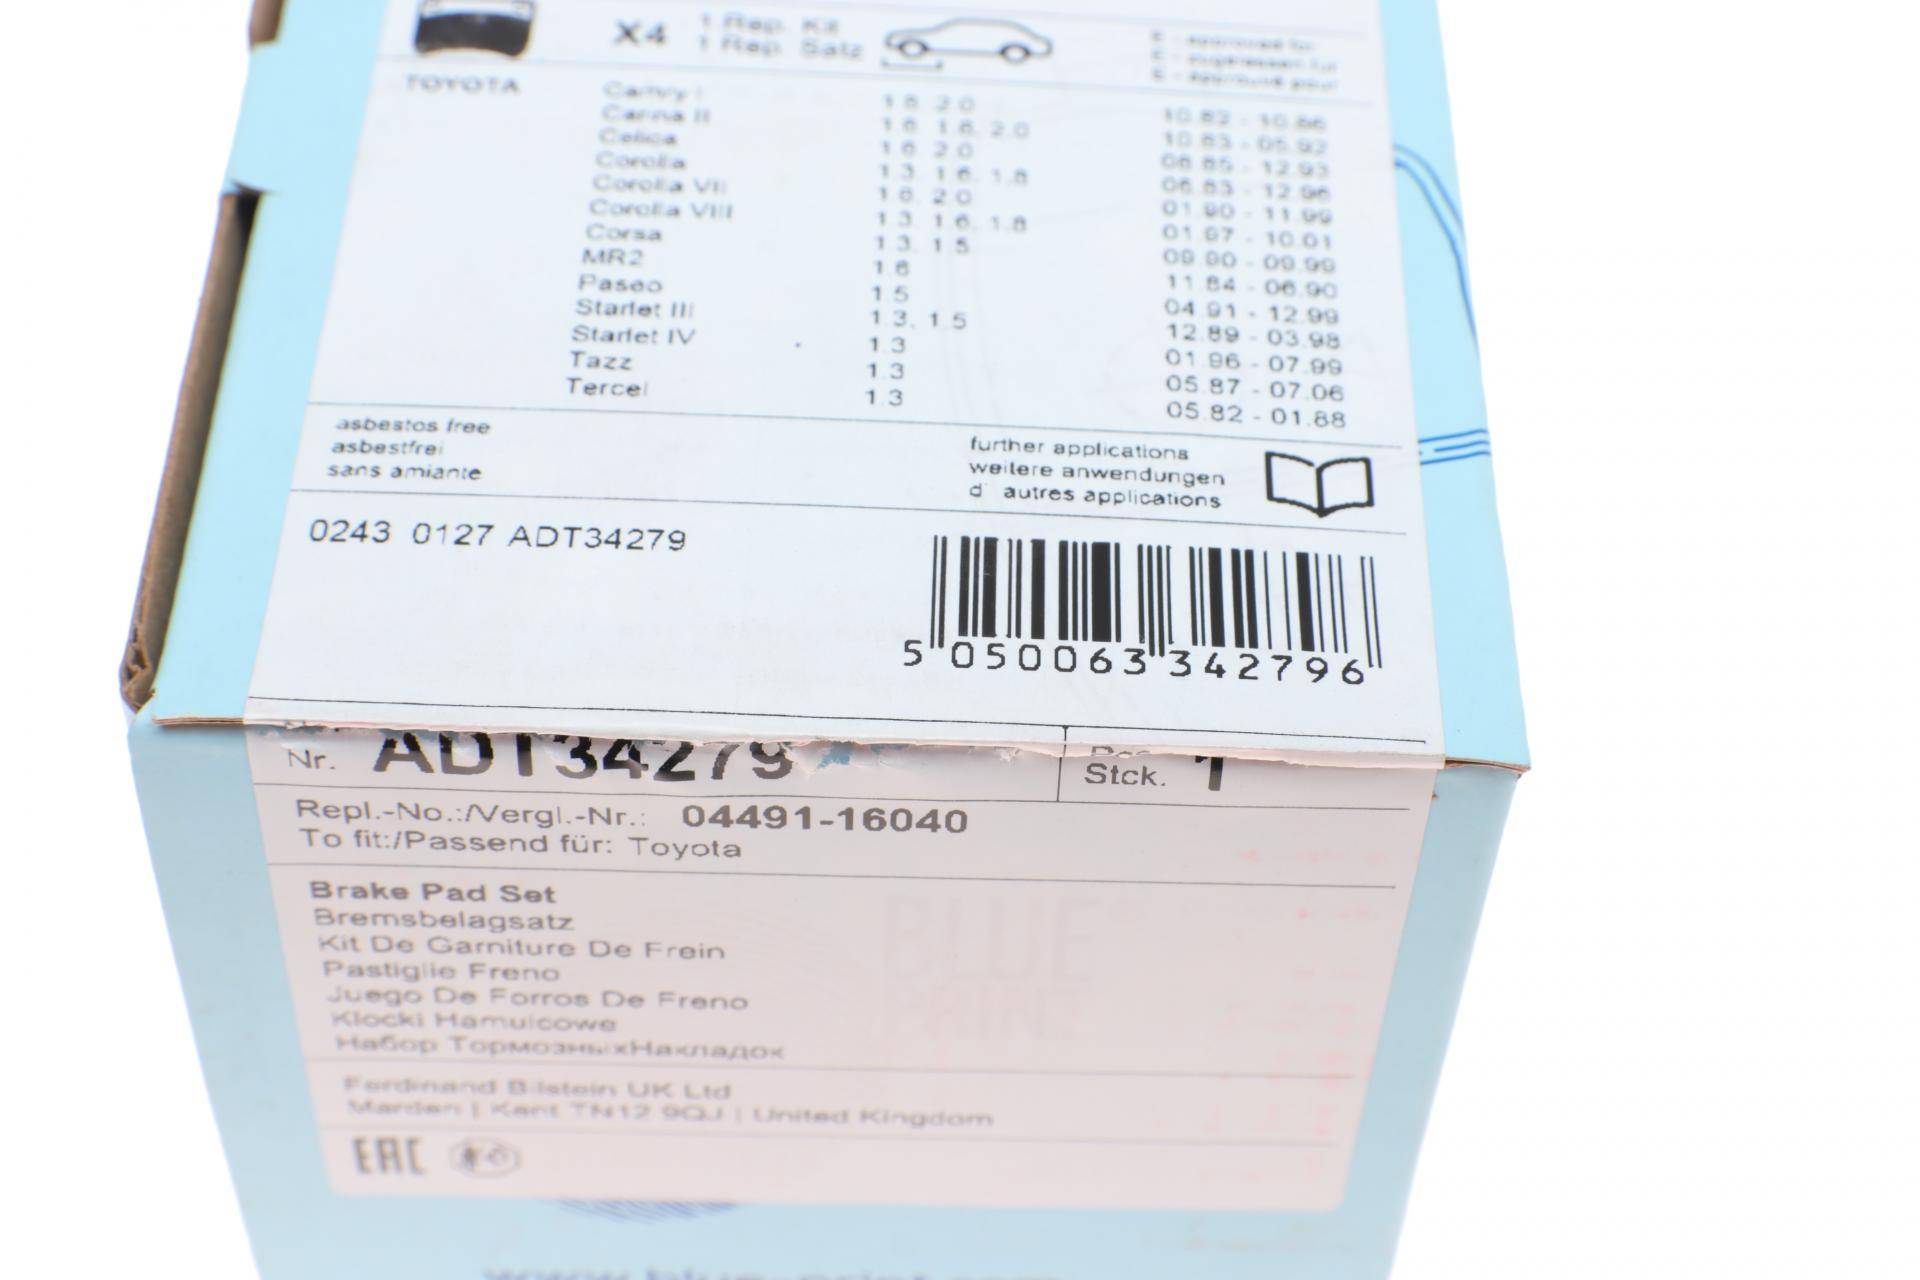 X4 1 Rep. Kit
1 Rep. Satz
E - approved for
TOYOTA Camry I 1.8 2.0 10.82 - 10.86
Carina II 1.6 1.8. 2.0 10.83 - 05.92
Celica 1.6 2.0 08.85 - 12.93
Corolla 1.3. 1.6. 1.8 06.83 - 12.96
Corolla VII 1.8. 2.0 01.90 - 11.99
Corolla VIII 1.3. 1.6. 1.8 01.97 - 10.01
Corsa 1.3. 1.5 09.90 - 09.99
MR2 1.6 11.84 - 06.90
Paseo 1.5 04.91 - 12.99
Starlet III 1.3. 1.5 12.89 - 03.98
Starlet IV 1.3 01.96 - 07.99
Tazz 1.3 05.87 - 07.06
Tercel 1.3 05.82 - 01.88
asbestos free
asbestfrei
sans amiante
further applications
weitere anwendungen
d' autres applications
0243 0127 ADT34279
5 050063 342796
Nr. ADT34279
Stck. 1
Repl.-No.:/Vergl.-Nr.: 04491-16040
To fit:/Passend für: Toyota
Brake Pad Set
Bremsbelagsatz
Kit De Garniture De Frein
Pastiglie Freno
Juego De Forros De Freno
Klocki Hamulcowe
Набор ТормозныхНакладок
Ferdinand Bilstein UK Ltd
Marden | Kent TN12 9QJ | United Kingdom
EAC
BLUE
PRINT